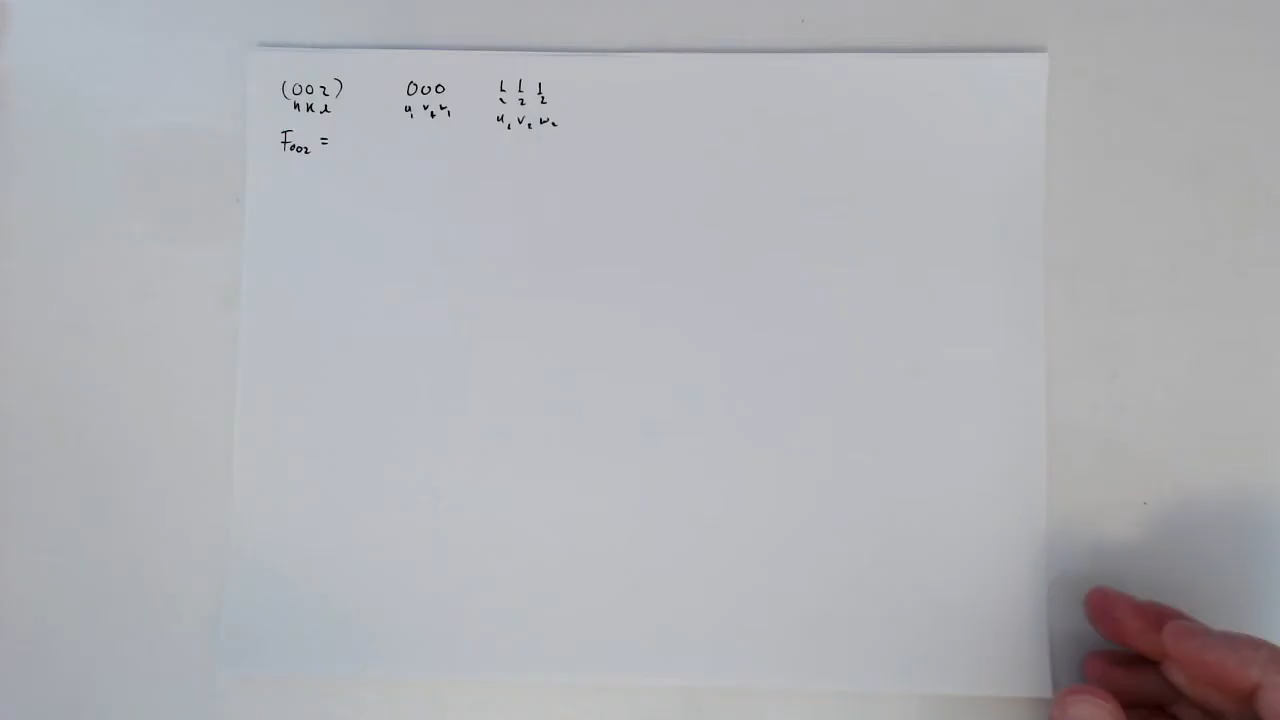 (002) 000 1/2 1/2 1/2
h k l u₁ v₁ w₁ u₂ v₂ w₂
F₀₀₂ =